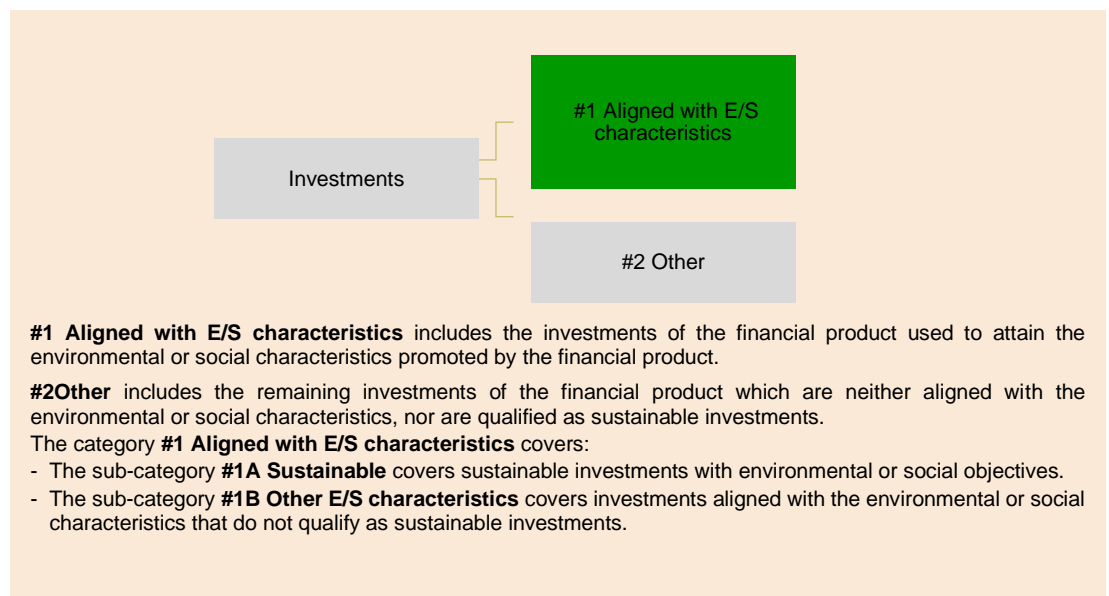 #1 Aligned with E/S
characteristics
Investments
#2 Other
#1 Aligned with E/S characteristics includes the investments of the financial product used to attain the
environmental or social characteristics promoted by the financial product.
#2Other includes the remaining investments of the financial product which are neither aligned with the
environmental or social characteristics, nor are qualified as sustainable investments.
The category #1 Aligned with E/S characteristics covers:
- The sub-category #1A Sustainable covers sustainable investments with environmental or social objectives.
- The sub-category #1B Other E/S characteristics covers investments aligned with the environmental or social
characteristics that do not qualify as sustainable investments.